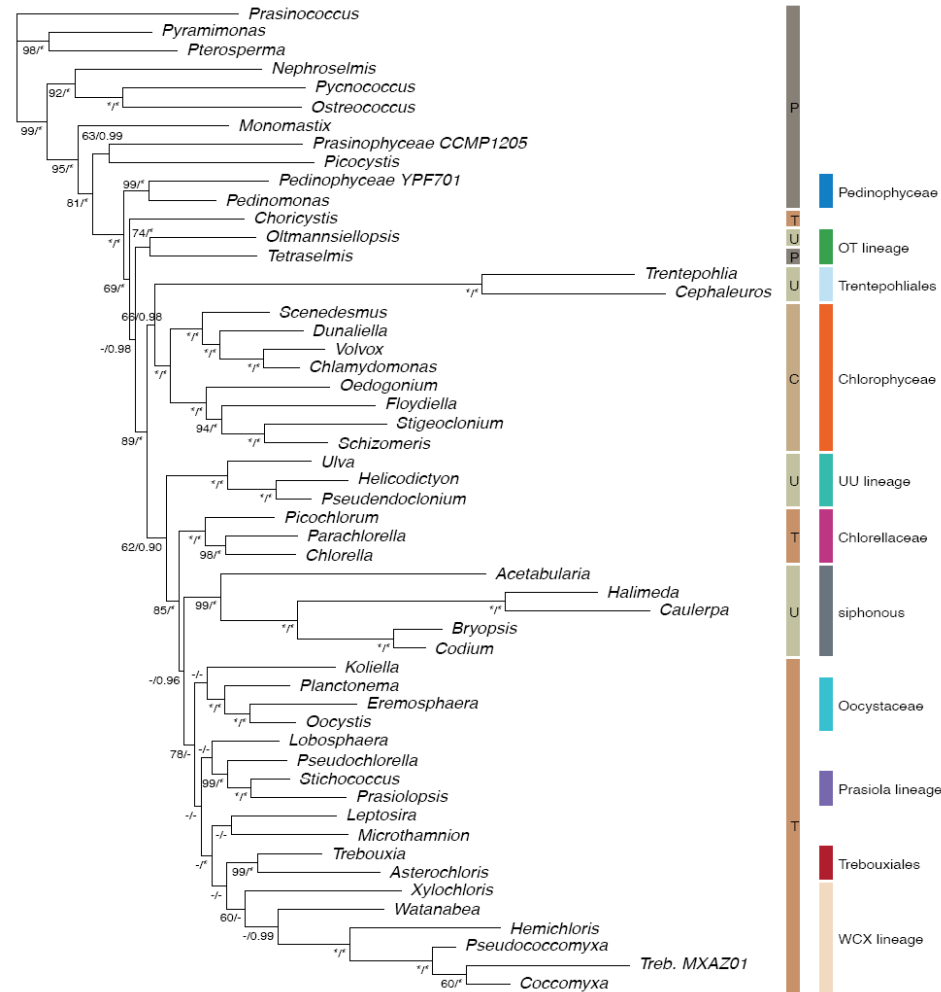 Prasinococcus
Pyramimonas
98/*
Pterosperma
Nephroselmis
92/*
Pycnococcus
*/*
Ostreococcus
99/*
Monomastix
63/0.99
Prasinophyceae CCMP1205
95/*
Picocystis
P
99/*
Pedinophyceae YPF701
Pedinophyceae
81/*
Pedinomonas
Choricystis
T
74/*
Oltmannsiellopsis
U
*/*
OT lineage
Tetraselmis
P
Trentepohlia
69/*
U
Trentepohliales
*/*
Cephaleuros
66/0.98
Scenedesmus
*/*
Dunaliella
-/0.98
Volvox
*/*
*/*
Chlamydomonas
*/*
C
Chlorophyceae
Oedogonium
*/*
Floydiella
94/*
Stigeoclonium
89/*
*/*
Schizomeris
Ulva
*/*
Helicodictyon
U
UU lineage
*/*
Pseudendoclonium
Picochlorum
*/*
Parachlorella
T
Chlorellaceae
62/0.90
98/*
Chlorella
Acetabularia
99/*
Halimeda
85/*
*/*
Caulerpa
U
siphonous
*/*
Bryopsis
*/*
Codium
-/-
Koliella
-/0.96
Planctonema
*/*
Eremosphaera
Oocystaceae
*/*
Oocystis
78/-
-/-
Lobosphaera
Pseudochlorella
99/*
Stichococcus
*/*
Prasiolopsis
Prasiola lineage
-/-
Leptosira
-/-
Microthamnion
T
-/*
Trebouxia
99/*
Asterochloris
Trebouxiales
-/-
Xylochloris
60/-
Watanabea
-/0.99
Hemichloris
*/*
Pseudococcomyxa
WCX lineage
*/*
Treb. MXAZ01
60/*
Coccomyxa